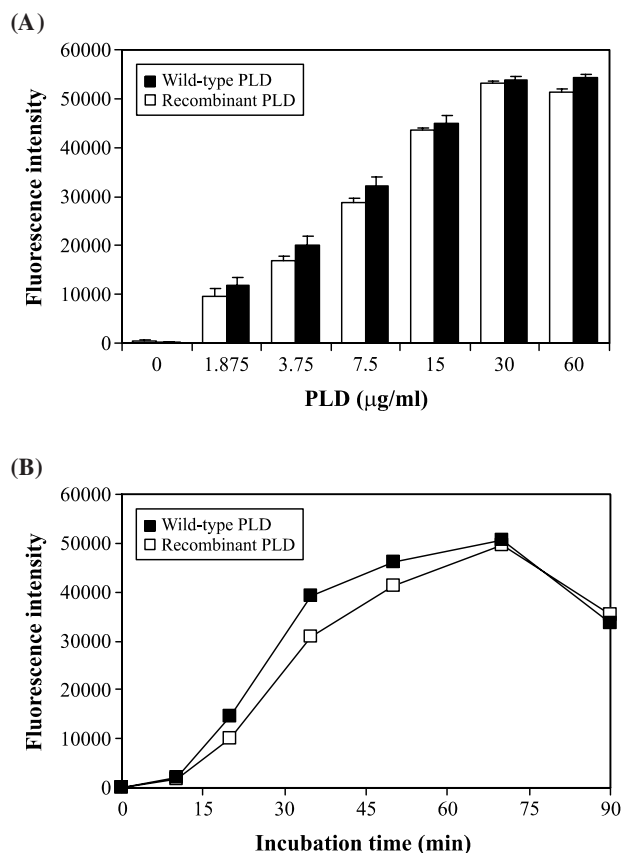 (A)
60000
50000
40000
30000
20000
10000
0
Fluorescence intensity
Wild-type PLD
Recombinant PLD
0 1.875 3.75 7.5 15 30 60
PLD (μg/ml)
(B)
60000
50000
40000
30000
20000
10000
0
Fluorescence intensity
Wild-type PLD
Recombinant PLD
0 15 30 45 60 75 90
Incubation time (min)